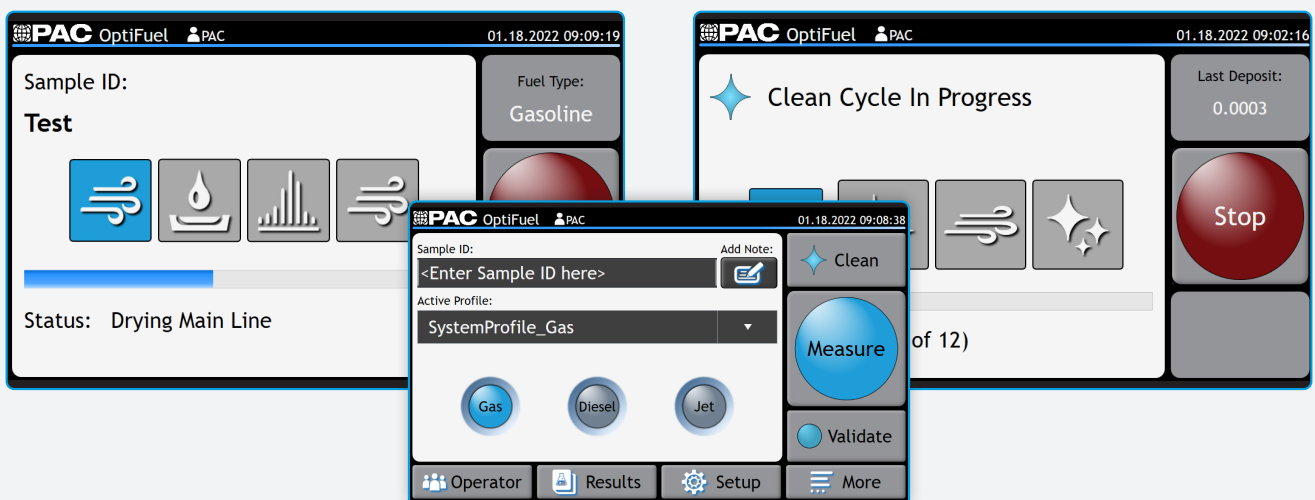 PAC OptiFuel PAC 01.18.2022 09:09:19
Sample ID:
Test
Fuel Type:
Gasoline
Status: Drying Main Line
PAC OptiFuel PAC 01.18.2022 09:08:38
Sample ID:
Add Note:
<Enter Sample ID here>
Active Profile:
SystemProfile_Gas
Gas
Diesel
Jet
Clean
Measure
Validate
Operator
Results
Setup
More
PAC OptiFuel PAC 01.18.2022 09:02:16
Clean Cycle In Progress
Last Deposit:
0.0003
Stop
of 12)